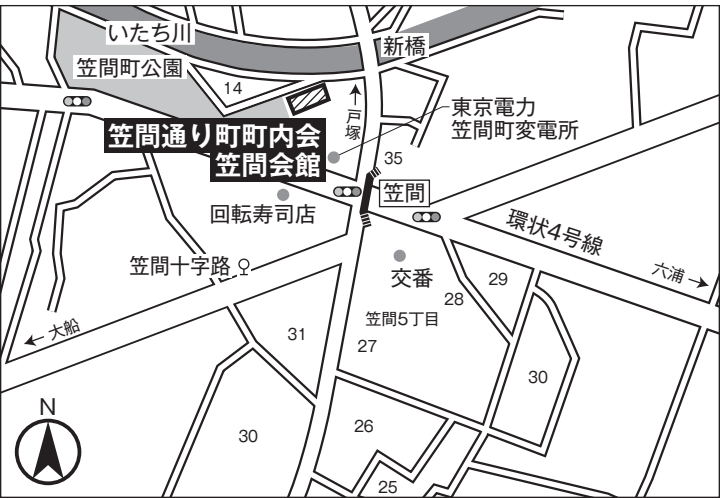 いたち川
新橋
笠間町公園
14
↑戸塚
東京電力
笠間町変電所
笠間通り町町内会
笠間会館
35
笠間
回転寿司店
環状4号線
笠間十字路
交番
29
六浦→
28
←大船
笠間5丁目
31
27
30
N
26
30
25